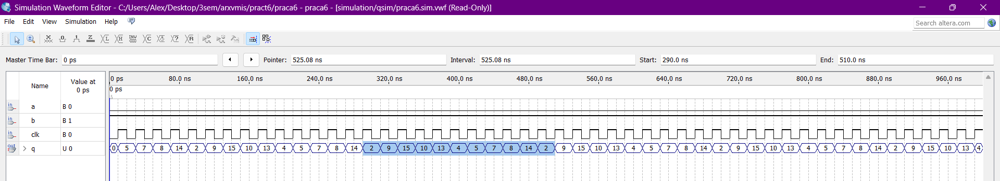 Simulation Waveform Editor - C:/Users/Alex/Desktop/3sem/arxvmis/pract6/praca6 - praca6 - [simulation/qsim/praca6.sim.vwf (Read-Only)]
File Edit View Simulation Help
Search altera.com
Master Time Bar: 0 ps Pointer: 525.08 ns Interval: 525.08 ns Start: 290.0 ns End: 510.0 ns
Name Value at 0 ps
0 ps 80.0 ns 160.0 ns 240.0 ns 320.0 ns 400.0 ns 480.0 ns 560.0 ns 640.0 ns 720.0 ns 800.0 ns 880.0 ns 960.0 ns
0 ps
in a B 0
in b B 1
in clk B 0
out q U 0 0 5 7 8 14 2 9 15 10 13 4 5 7 8 14 2 9 15 10 13 4 5 7 8 14 2 9 15 10 13 4 5 7 8 14 2 9 15 10 13 4 5 7 8 14 2 9 15 10 13 4